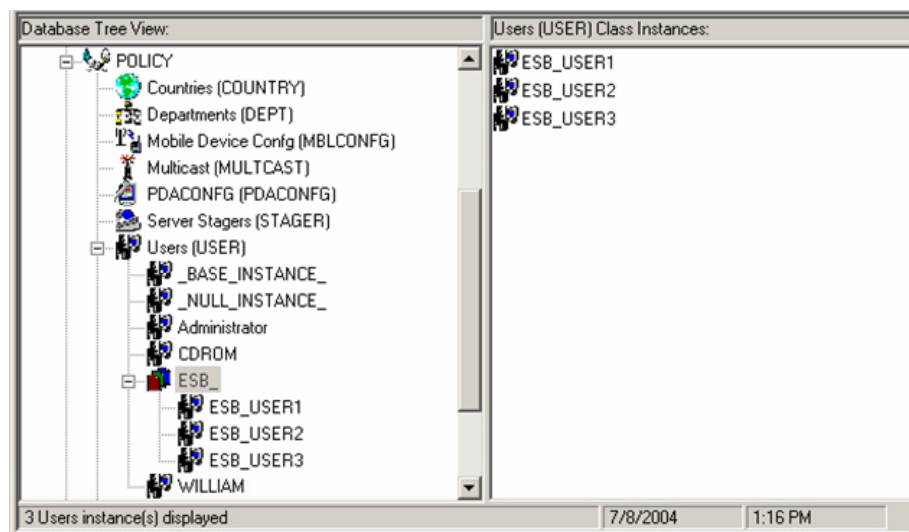 Database Tree View:
POLICY
Countries (COUNTRY)
Departments (DEPT)
Mobile Device Confg (MBLCONFG)
Multicast (MULTCAST)
PDACONFG (PDACONFG)
Server Stagers (STAGER)
Users (USER)
_BASE_INSTANCE_
_NULL_INSTANCE_
Administrator
CDROM
ESB_
ESB_USER1
ESB_USER2
ESB_USER3
WILLIAM
Users (USER) Class Instances:
ESB_USER1
ESB_USER2
ESB_USER3
3 Users instance(s) displayed
7/8/2004
1:16 PM